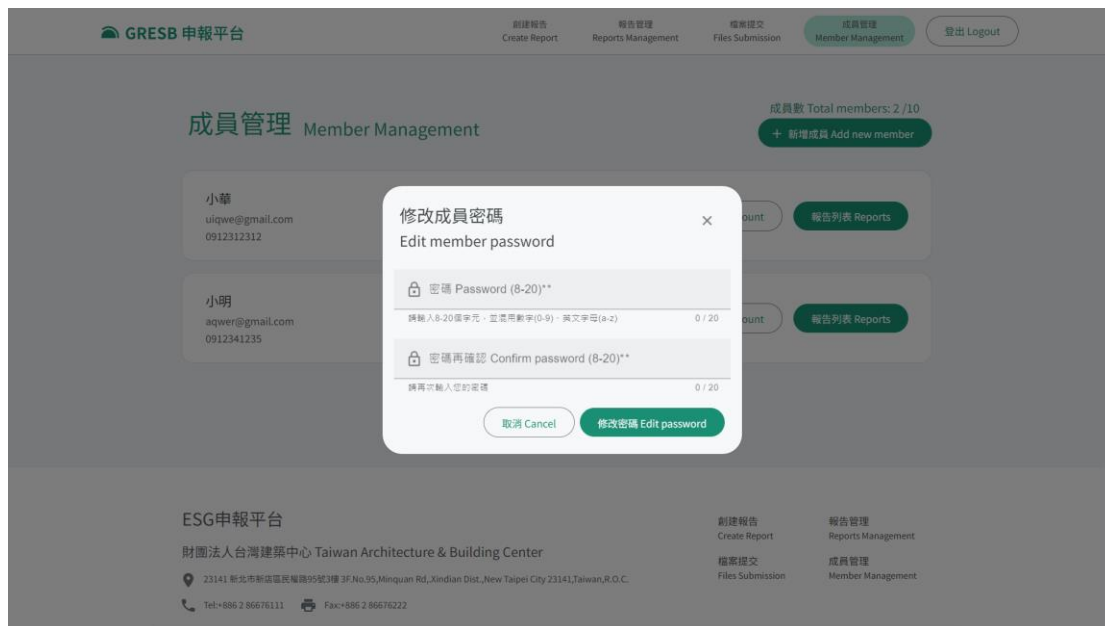 GRESB 申報平台
創建報告
Create Report
報告管理
Reports Management
檔案提交
Files Submission
成員管理
Member Management
登出 Logout
成員管理 Member Management
成員數 Total members: 2 /10
+ 新增成員 Add new member
小華
uiqwe@gmail.com
0912312312
ount
報告列表 Reports
小明
aqwer@gmail.com
0912341235
ount
報告列表 Reports
修改成員密碼
Edit member password
×
密碼 Password (8-20)**
請輸入8-20個字元、並混用數字(0-9)、英文字母(a-z)
0 / 20
密碼再確認 Confirm password (8-20)**
請再次輸入您的密碼
0 / 20
取消 Cancel
修改密碼 Edit password
ESG申報平台
財團法人台灣建築中心 Taiwan Architecture & Building Center
23141 新北市新店區民權路95號3樓 3F.No.95,Minquan Rd,.Xindian Dist.,New Taipei City 23141,Taiwan,R.O.C.
Tel:+886 2 86676111
Fax:+886 2 86676222
創建報告
Create Report
報告管理
Reports Management
檔案提交
Files Submission
成員管理
Member Management